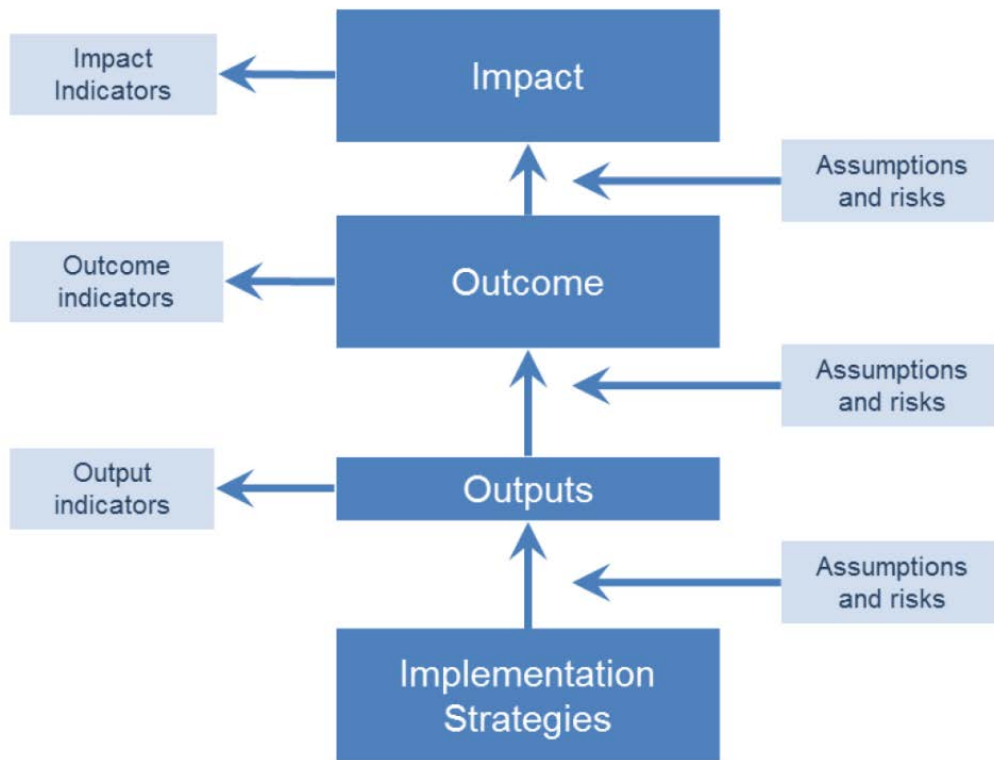 Impact
Indicators
Impact
Assumptions
and risks
Outcome
indicators
Outcome
Assumptions
and risks
Output
indicators
Outputs
Assumptions
and risks
Implementation
Strategies